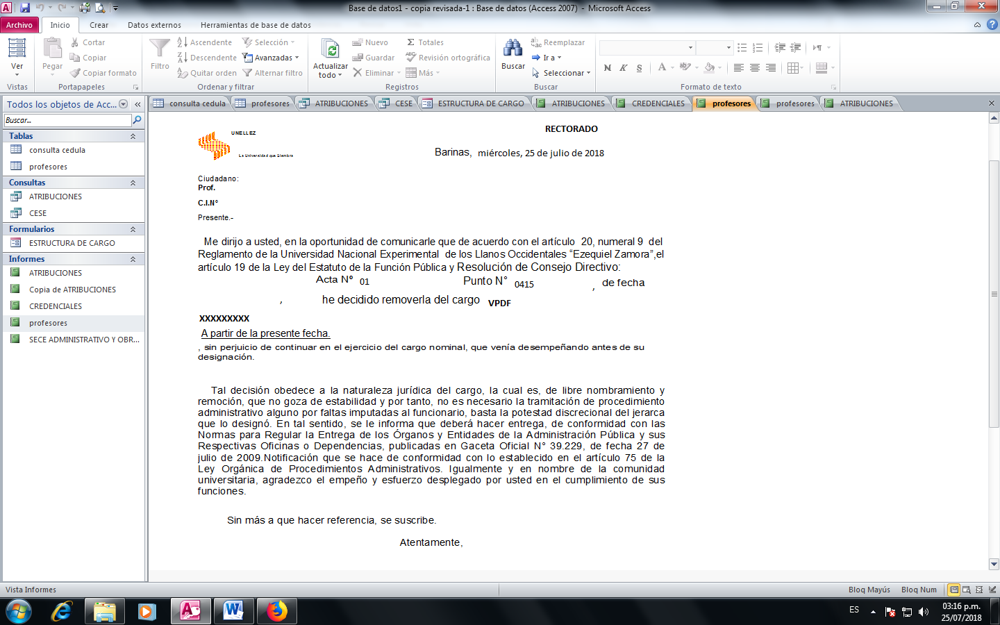 Base de datos1 - copia revisada-1 : Base de datos (Access 2007) - Microsoft Access
Archivo Inicio Crear Datos externos Herramientas de base de datos
Ver
Vistas
Pegar
Cortar
Copiar
Copiar formato
Portapapeles
Filtro
Ascendente
Descendente
Quitar orden
Selección
Avanzadas
Alternar filtro
Ordenar y filtrar
Actualizar
todo
Nuevo
Guardar
Eliminar
Totales
Revisión ortográfica
Más
Registros
Buscar
Reemplazar
Ir a
Seleccionar
Buscar
N K S
Formato de texto
Todos los objetos de Acc...
Buscar...
Tablas
consulta cedula
profesores
Consultas
ATRIBUCIONES
CESE
Formularios
ESTRUCTURA DE CARGO
Informes
ATRIBUCIONES
Copia de ATRIBUCIONES
CREDENCIALES
profesores
SECE ADMINISTRATIVO Y OBR...
consulta cedula profesores ATRIBUCIONES CESE ESTRUCTURA DE CARGO ATRIBUCIONES CREDENCIALES profesores profesores ATRIBUCIONES
RECTORADO
UNELLEZ
La Universidad que Siembra
Barinas, miércoles, 25 de julio de 2018
Ciudadano:
Prof.
C.I.N°
Presente.-
Me dirijo a usted, en la oportunidad de comunicarle que de acuerdo con el artículo 20, numeral 9 del
Reglamento de la Universidad Nacional Experimental de los Llanos Occidentales “Ezequiel Zamora”,el
artículo 19 de la Ley del Estatuto de la Función Pública y Resolución de Consejo Directivo:
Acta Nº 01 Punto N° 0415 , de fecha
, he decidido removerla del cargo VPDF
XXXXXXXXX
A partir de la presente fecha.
, sin perjuicio de continuar en el ejercicio del cargo nominal, que venía desempeñando antes de su
designación.
Tal decisión obedece a la naturaleza jurídica del cargo, la cual es, de libre nombramiento y
remoción, que no goza de estabilidad y por tanto, no es necesario la tramitación de procedimiento
administrativo alguno por faltas imputadas al funcionario, basta la potestad discrecional del jerarca
que lo designó. En tal sentido, se le informa que deberá hacer entrega, de conformidad con las
Normas para Regular la Entrega de los Órganos y Entidades de la Administración Pública y sus
Respectivas Oficinas o Dependencias, publicadas en Gaceta Oficial N° 39.229, de fecha 27 de
julio de 2009.Notificación que se hace de conformidad con lo establecido en el artículo 75 de la
Ley Orgánica de Procedimientos Administrativos. Igualmente y en nombre de la comunidad
universitaria, agradezco el empeño y esfuerzo desplegado por usted en el cumplimiento de sus
funciones.
Sin más a que hacer referencia, se suscribe.
Atentamente,
Vista Informes
Bloq Mayús Bloq Num
ES
03:16 p.m.
25/07/2018